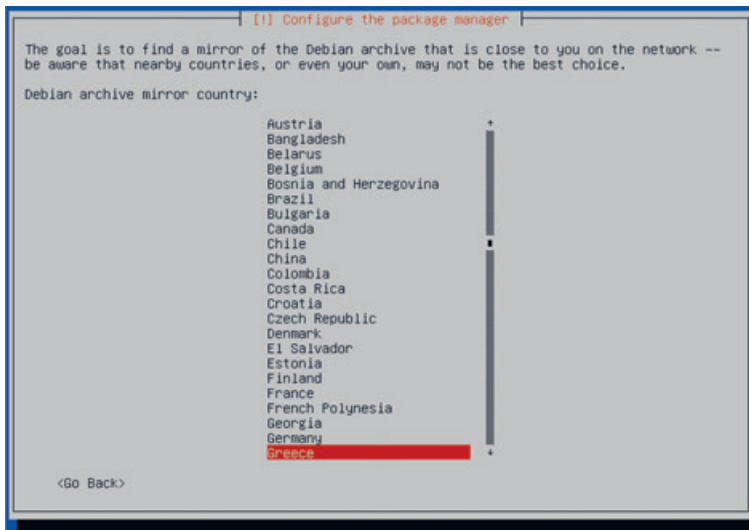 [!] Configure the package manager
The goal is to find a mirror of the Debian archive that is close to you on the network --
be aware that nearby countries, or even your own, may not be the best choice.
Debian archive mirror country:
Austria
Bangladesh
Belarus
Belgium
Bosnia and Herzegovina
Brazil
Bulgaria
Canada
Chile
China
Colombia
Costa Rica
Croatia
Czech Republic
Denmark
El Salvador
Estonia
Finland
France
French Polynesia
Georgia
Germany
Greece
<Go Back>